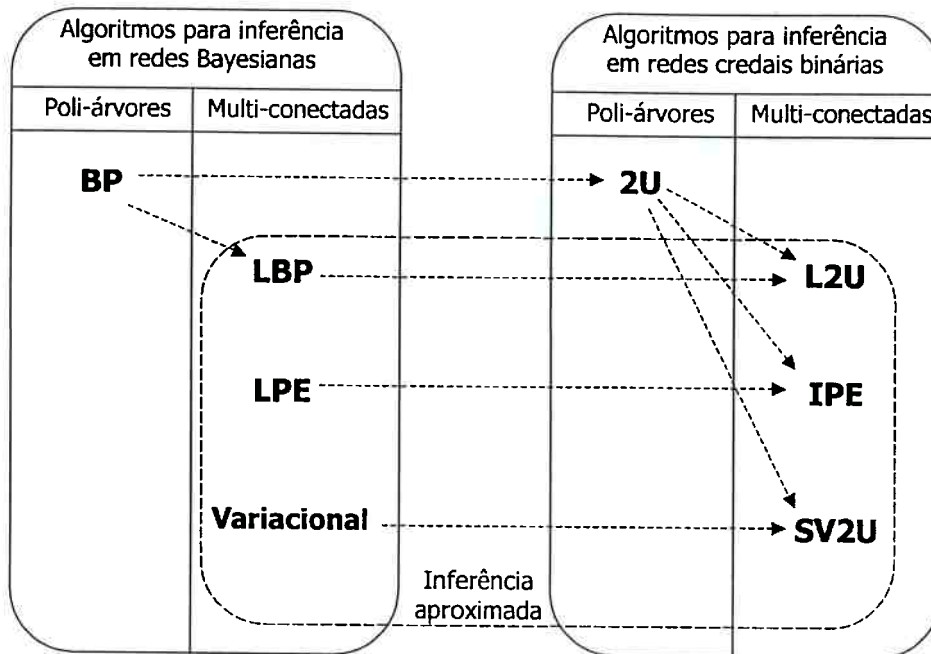 Algoritmos para inferência
em redes Bayesianas
Poli-árvores
Multi-conectadas
BP
LBP
LPE
Variacional
Inferência
aproximada
Algoritmos para inferência
em redes credais binárias
Poli-árvores
Multi-conectadas
2U
L2U
IPE
SV2U